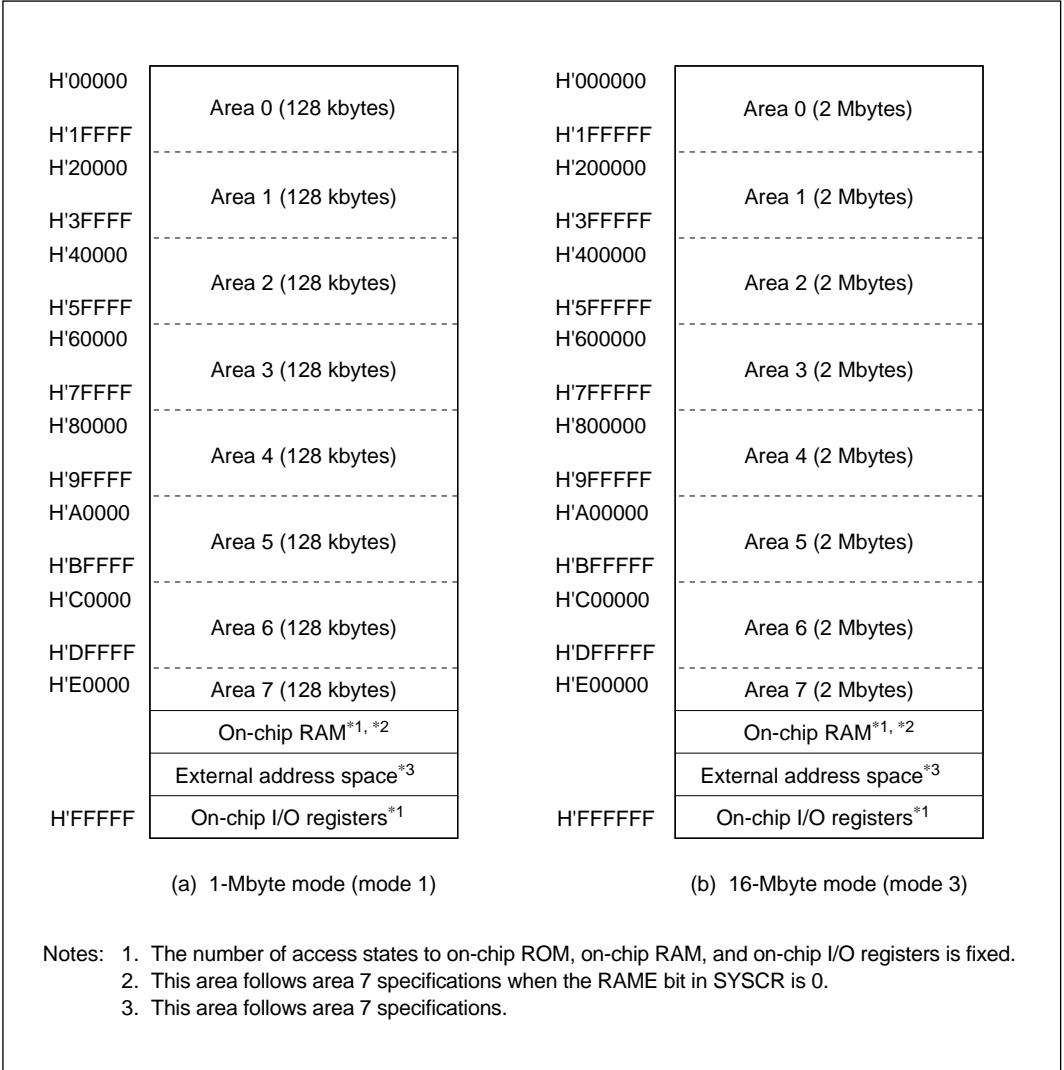 H'00000
Area 0 (128 kbytes)
H'1FFFF
H'20000
Area 1 (128 kbytes)
H'3FFFF
H'40000
Area 2 (128 kbytes)
H'5FFFF
H'60000
Area 3 (128 kbytes)
H'7FFFF
H'80000
Area 4 (128 kbytes)
H'9FFFF
H'A0000
Area 5 (128 kbytes)
H'BFFFF
H'C0000
Area 6 (128 kbytes)
H'DFFFF
H'E0000
Area 7 (128 kbytes)
On-chip RAM*1, *2
External address space*3
H'FFFFF
On-chip I/O registers*1
(a) 1-Mbyte mode (mode 1)
H'000000
Area 0 (2 Mbytes)
H'1FFFFF
H'200000
Area 1 (2 Mbytes)
H'3FFFFF
H'400000
Area 2 (2 Mbytes)
H'5FFFFF
H'600000
Area 3 (2 Mbytes)
H'7FFFFF
H'800000
Area 4 (2 Mbytes)
H'9FFFFF
H'A00000
Area 5 (2 Mbytes)
H'BFFFFF
H'C00000
Area 6 (2 Mbytes)
H'DFFFFF
H'E00000
Area 7 (2 Mbytes)
On-chip RAM*1, *2
External address space*3
H'FFFFFF
On-chip I/O registers*1
(b) 16-Mbyte mode (mode 3)
Notes: 1. The number of access states to on-chip ROM, on-chip RAM, and on-chip I/O registers is fixed.
2. This area follows area 7 specifications when the RAME bit in SYSCR is 0.
3. This area follows area 7 specifications.